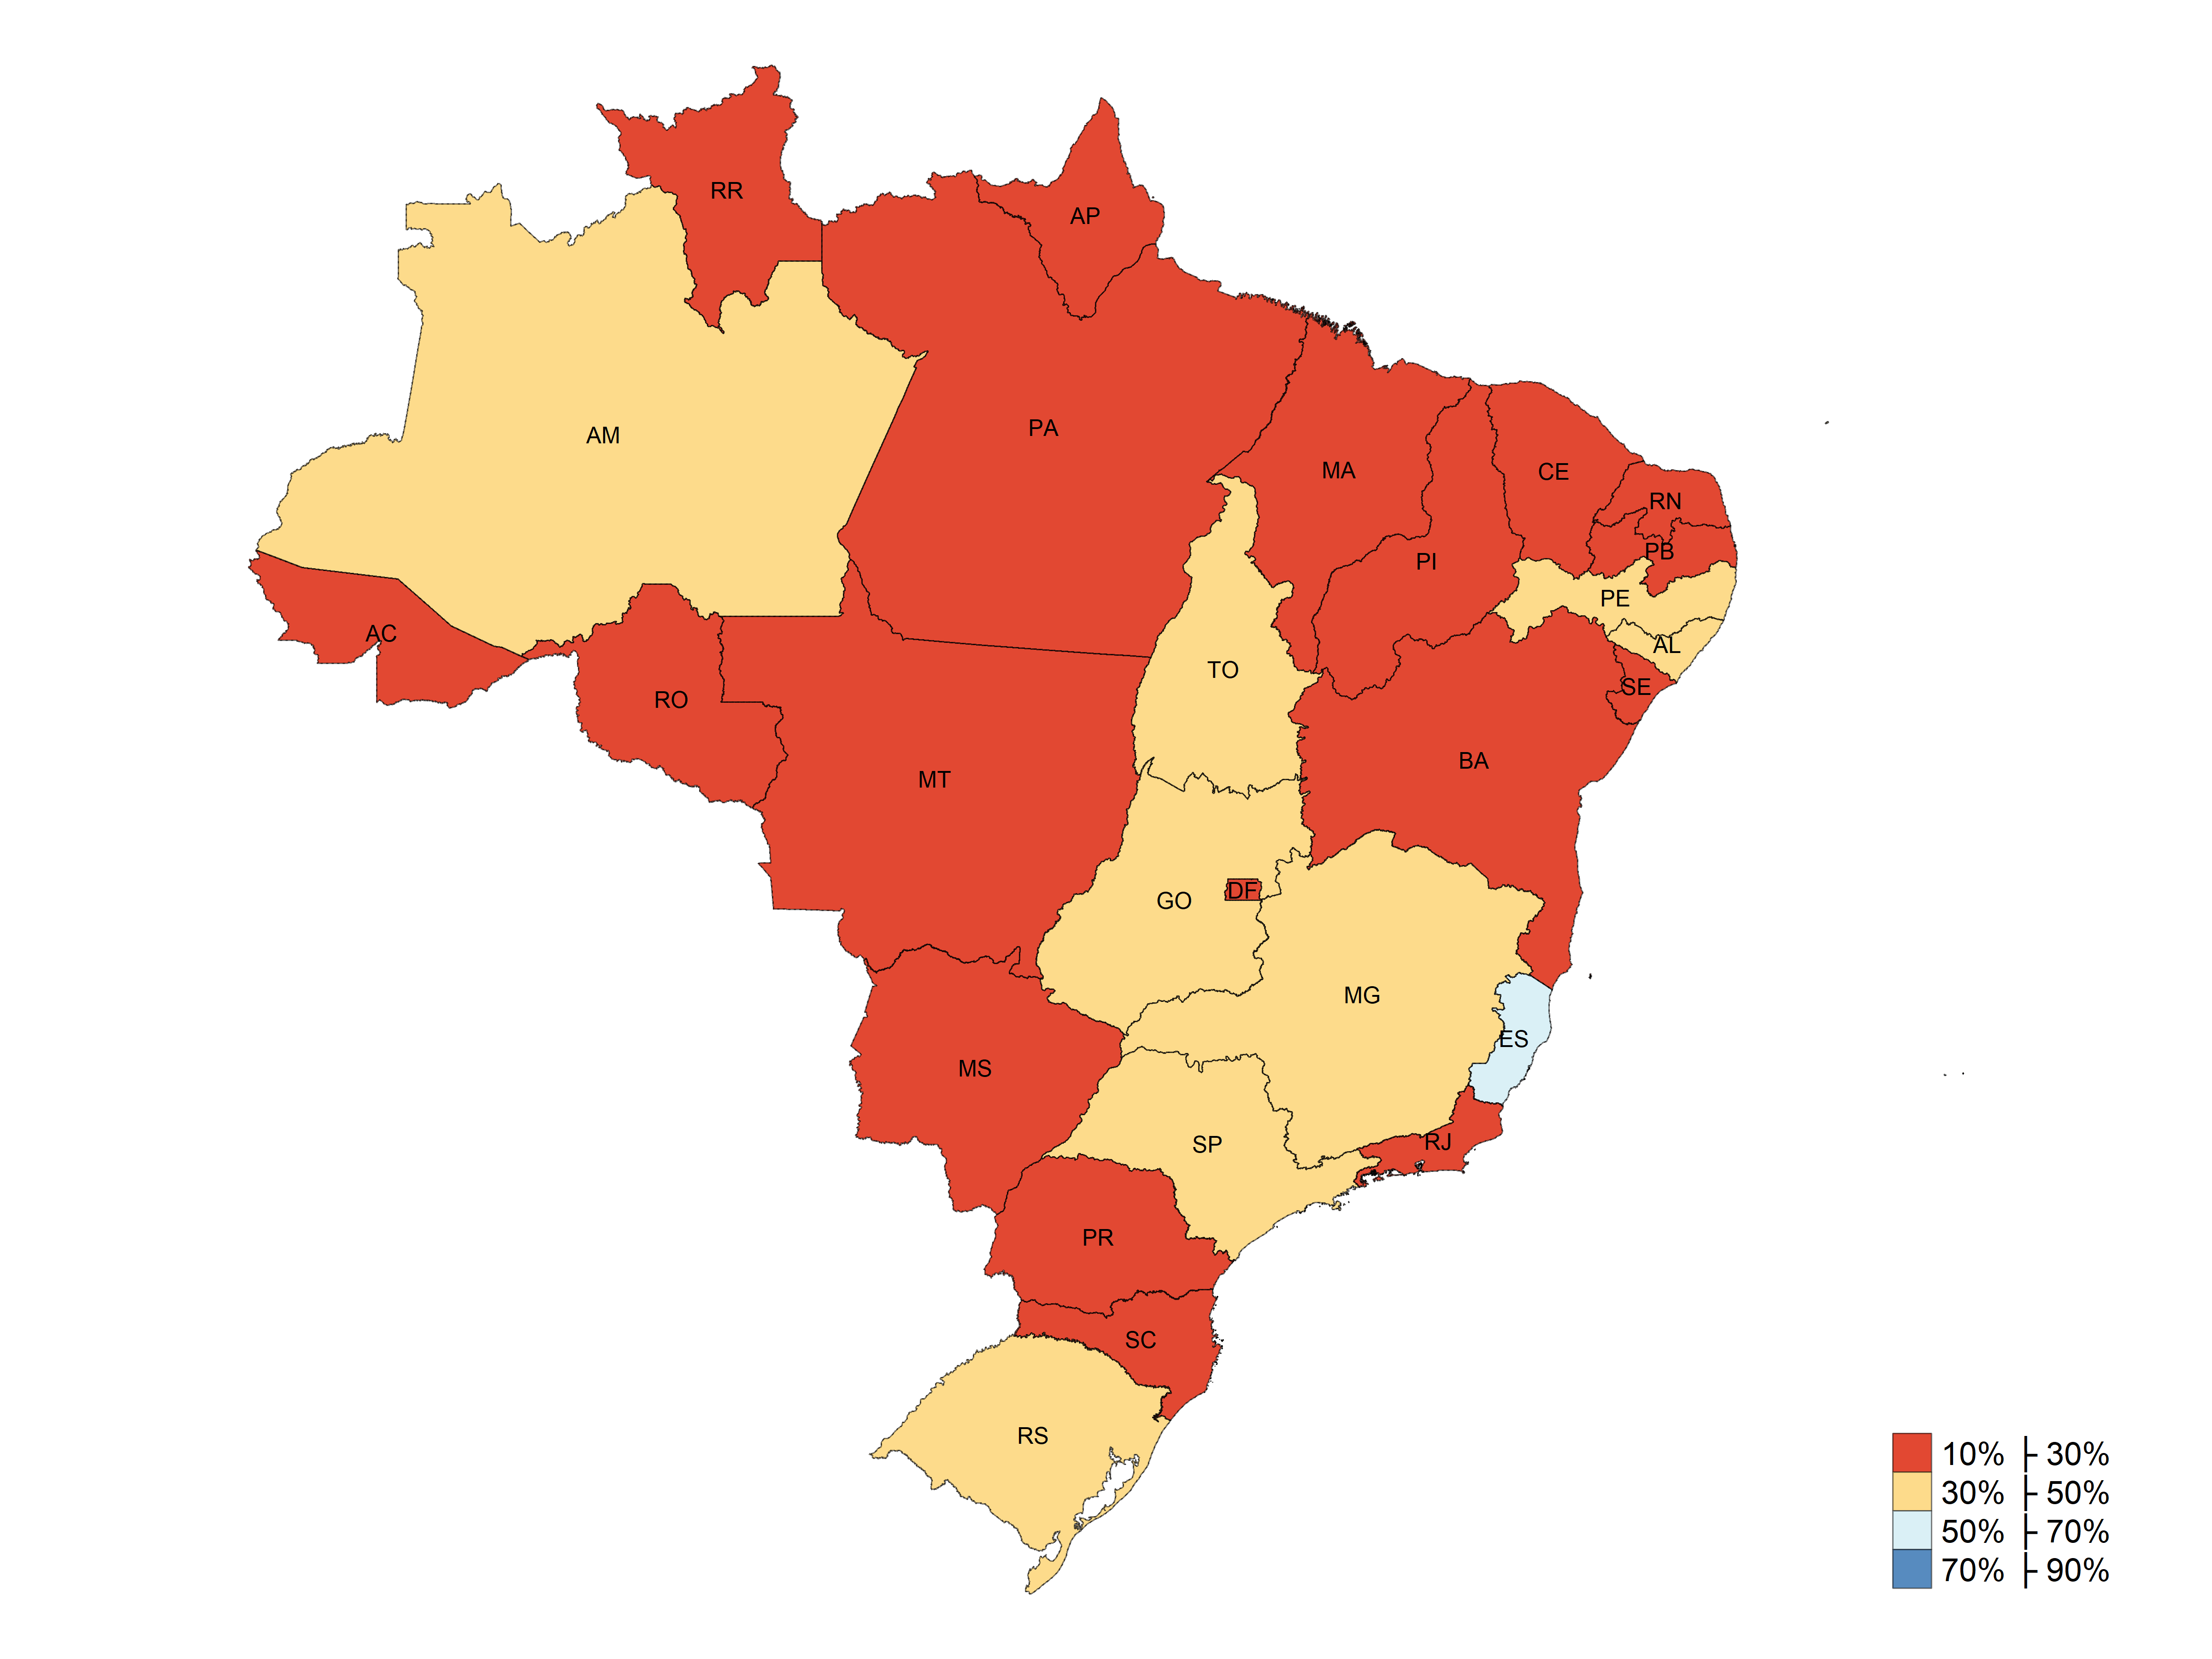 RR
AP
AM
PA
MA
CE
RN
PB
PI
PE
AL
AC
TO
SE
RO
BA
MT
DF
GO
MG
ES
MS
RJ
SP
PR
SC
RS
10% ├ 30%
30% ├ 50%
50% ├ 70%
70% ├ 90%